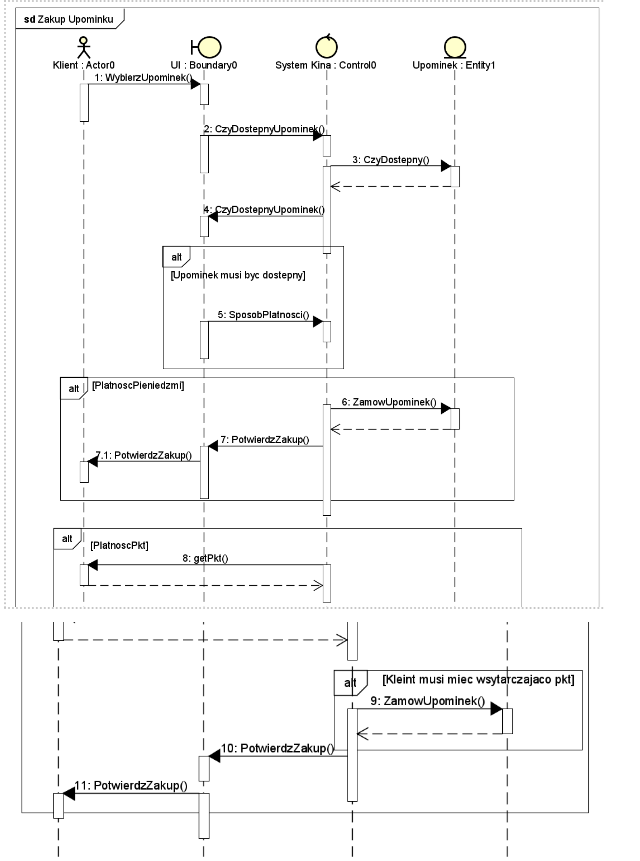 sd Zakup Upominku
Klient : Actor0
UI : Boundary0
System Kina : Control0
Upominek : Entity1
1: WybierzUpominek()
2: CzyDostepnyUpominek()
3: CzyDostepny()
4: CzyDostepnyUpominek()
alt
[Upominek musi byc dostepny]
5: SposobPlatnosci()
alt
[PlatnoscPieniedzmi]
6: ZamowUpominek()
7: PotwierdzZakup()
7.1: PotwierdzZakup()
alt
[PlatnoscPkt]
8: getPkt()
alt
[Kleint musi miec wsytarczajaco pkt]
9: ZamowUpominek()
10: PotwierdzZakup()
11: PotwierdzZakup()